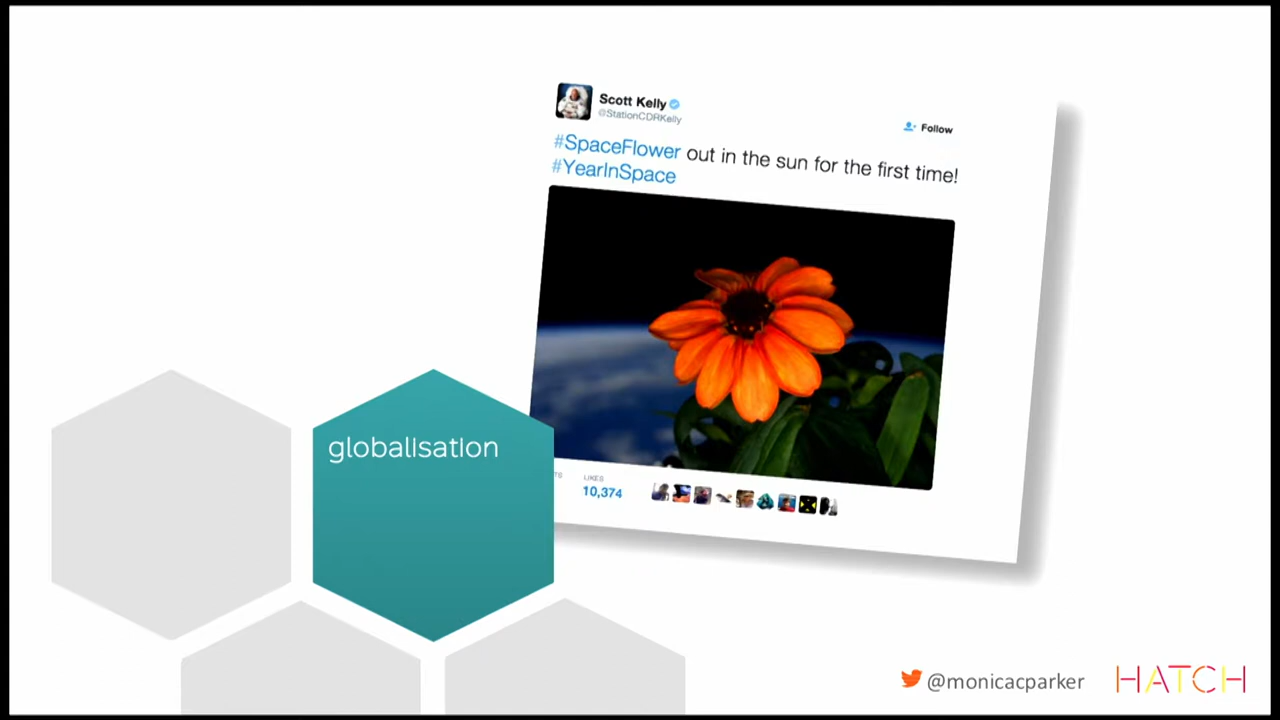 Scott Kelly
@StationCDRKelly
Follow
#SpaceFlower out in the sun for the first time!
#YearInSpace
globalisation
TS
LIKES
10,374
@monicacparker
HATCH